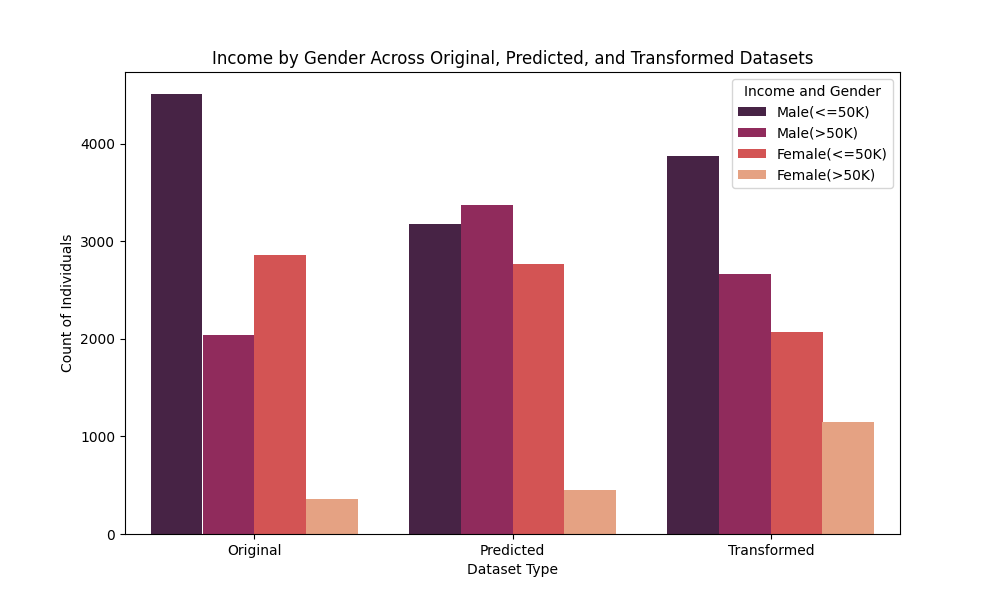 Income by Gender Across Original, Predicted, and Transformed Datasets
Income and Gender
Male(<=50K)
Male(>50K)
Female(<=50K)
Female(>50K)
Count of Individuals
4000
3000
2000
1000
0
Original
Predicted
Transformed
Dataset Type